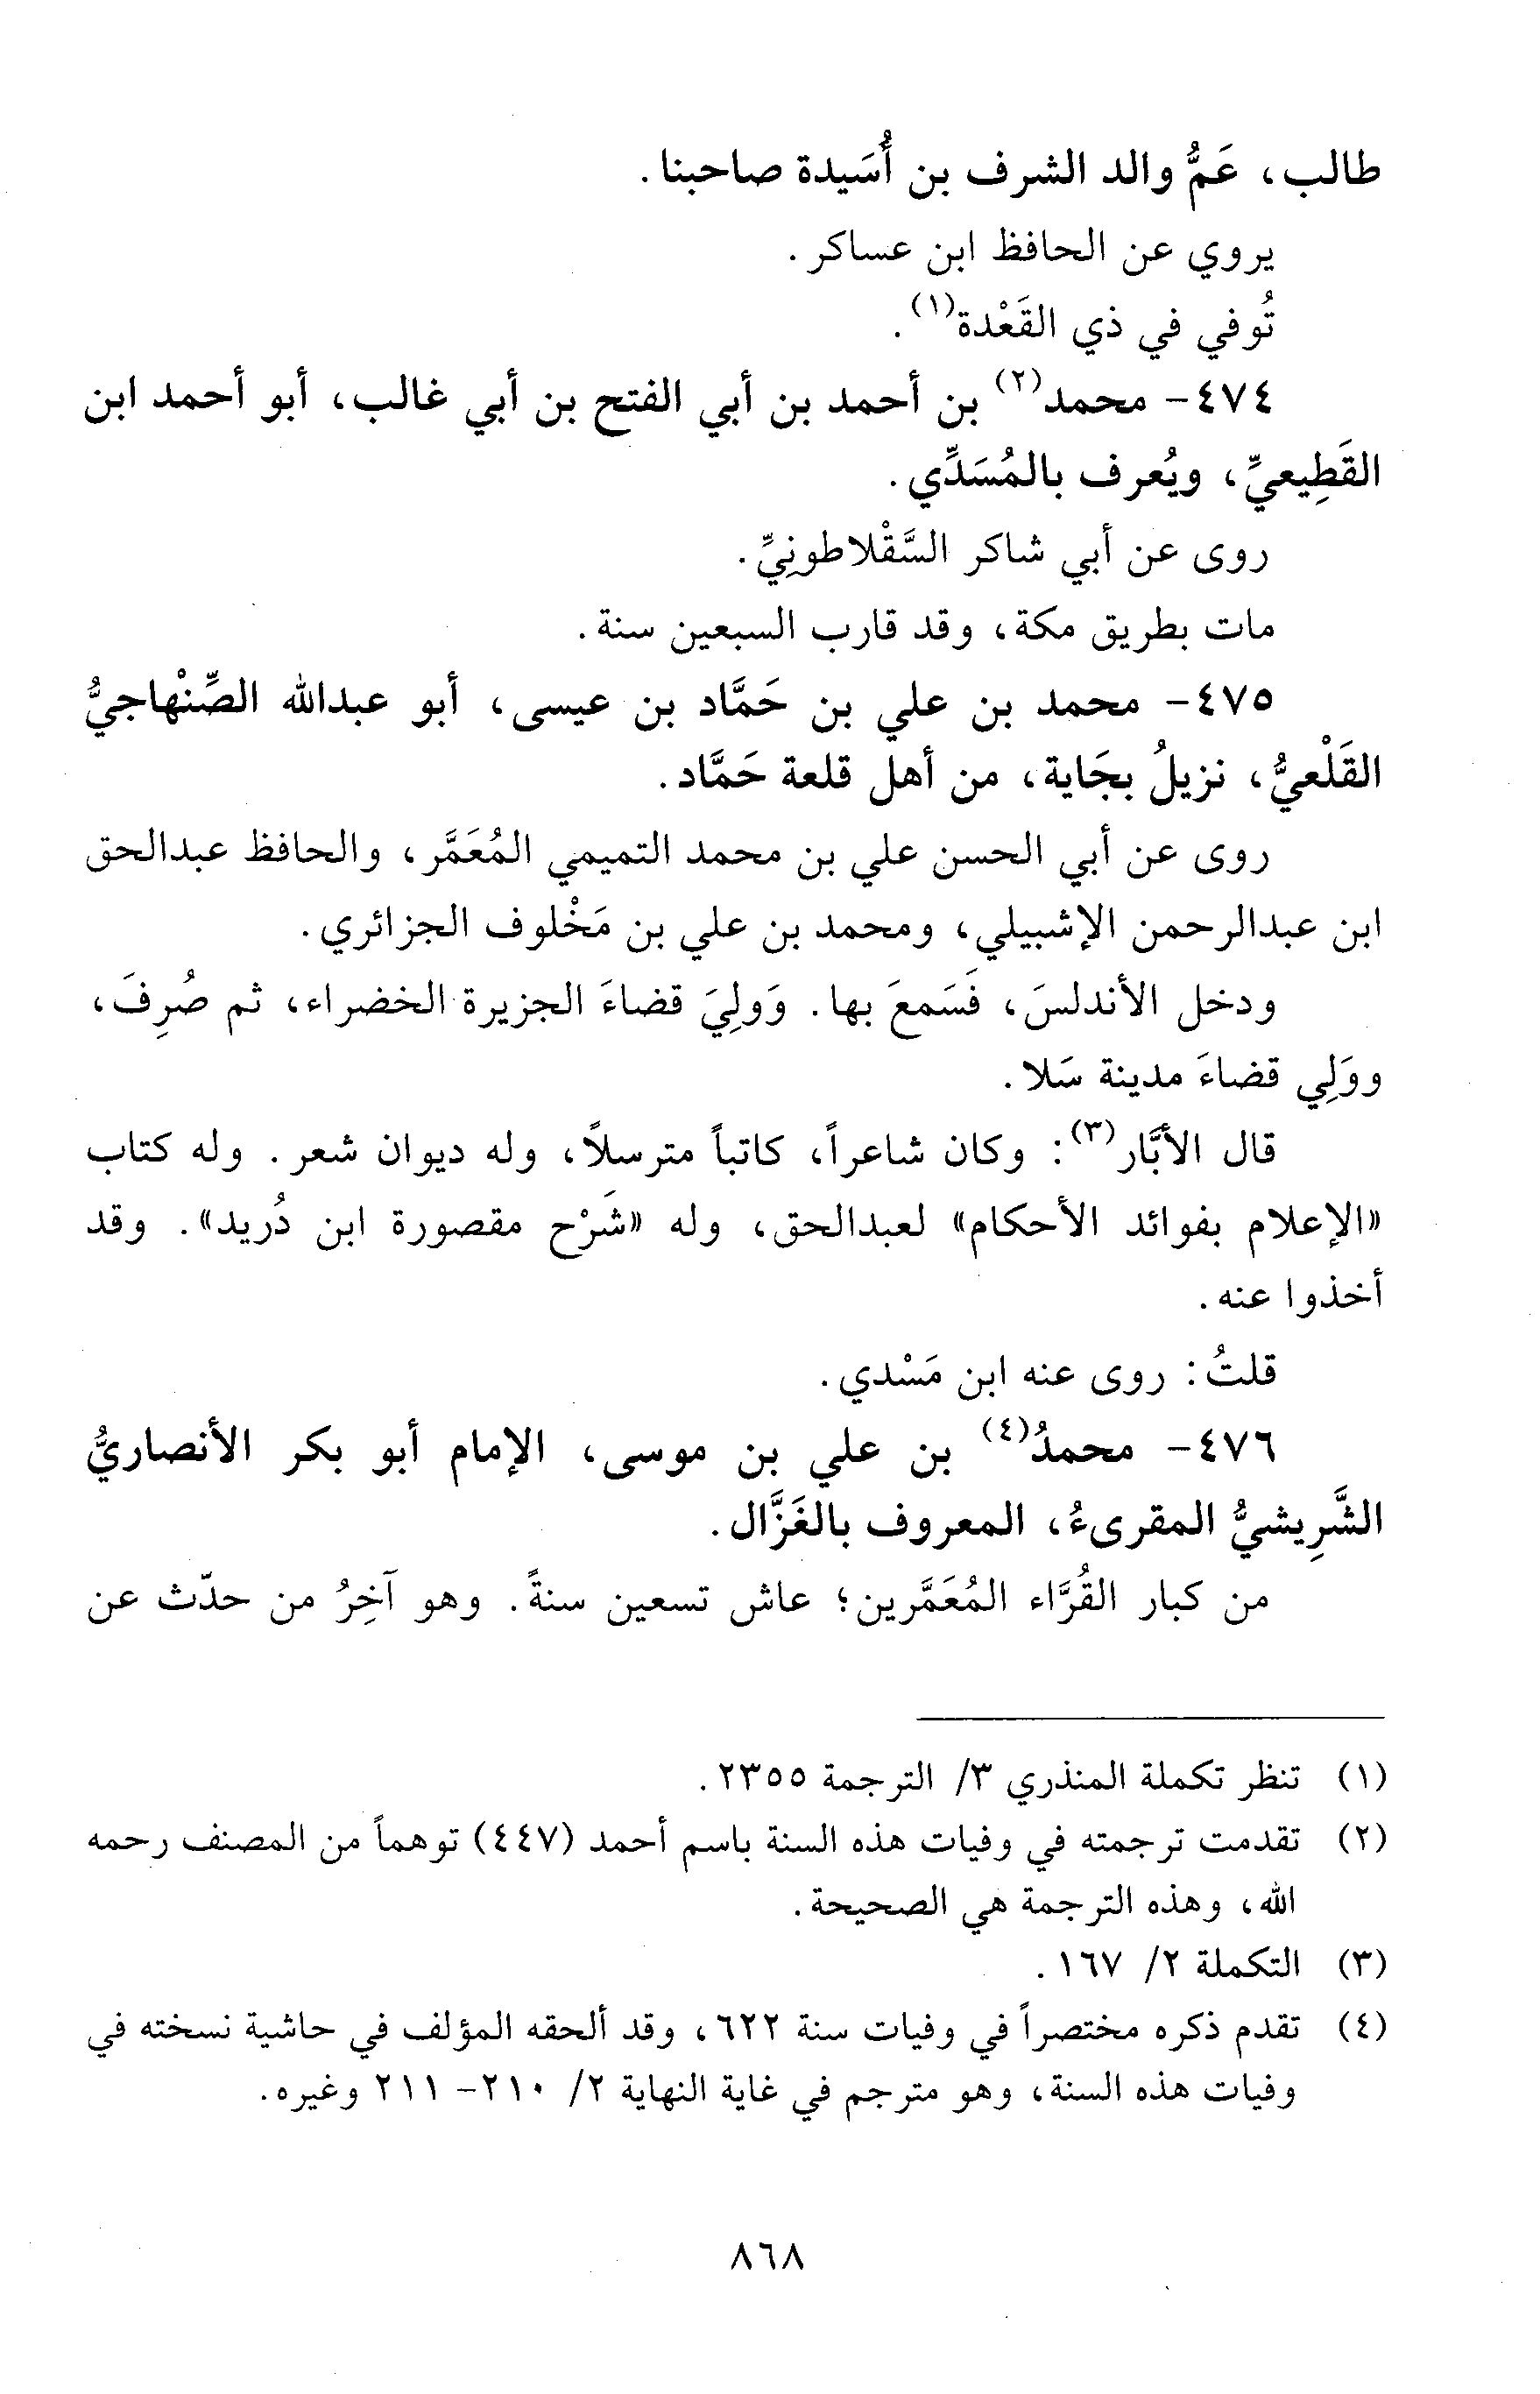 طالب، عَمُّ والد الشرف بن أُسَيدة صاحبنا.
يروي عن الحافظ ابن عساكر.
تُوفي في ذي القَعْدة(١).
٤٧٤- محمد(٢) بن أحمد بن أبي الفتح بن أبي غالب، أبو أحمد ابن
القَطِيعيِّ، ويُعرف بالمُسَدِّي.
روى عن أبي شاكر السَّقْلاطونِيِّ.
مات بطريق مكة، وقد قارب السبعين سنة.
٤٧٥- محمد بن علي بن حَمَّاد بن عيسى، أبو عبدالله الصِّنْهاجيُّ
القَلْعيُّ، نزيلُ بجَاية، من أهل قلعة حَمَّاد.
روى عن أبي الحسن علي بن محمد التميمي المُعَمَّر، والحافظ عبدالحق
ابن عبدالرحمن الإشبيلي، ومحمد بن علي بن مَخْلوف الجزائري.
ودخل الأندلسَ، فَسَمعَ بها. وَوَلِيَ قضاءَ الجزيرة الخضراء، ثم صُرِفَ،
ووَلِي قضاءَ مدينة سَلا.
قال الأبَّار(٣): وكان شاعراً، كاتباً مترسلاً، وله ديوان شعر. وله كتاب
«الإعلام بفوائد الأحكام» لعبدالحق، وله «شَرْح مقصورة ابن دُريد». وقد
أخذوا عنه.
قلتُ: روى عنه ابن مَسْدي.
٤٧٦- محمدُ(٤) بن علي بن موسى، الإمام أبو بكر الأنصاريُّ
الشَّرِيشيُّ المقرىءُ، المعروف بالغَزَّال.
من كبار القُرَّاء المُعَمَّرين؛ عاش تسعين سنةً. وهو آخِرُ من حدّث عن
(١) تنظر تكملة المنذري ٣/ الترجمة ٢٣٥٥.
(٢) تقدمت ترجمته في وفيات هذه السنة باسم أحمد (٤٤٧) توهماً من المصنف رحمه
الله، وهذه الترجمة هي الصحيحة.
(٣) التكملة ٢/ ١٦٧.
(٤) تقدم ذكره مختصراً في وفيات سنة ٦٢٢، وقد ألحقه المؤلف في حاشية نسخته في
وفيات هذه السنة، وهو مترجم في غاية النهاية ٢/ ٢١٠- ٢١١ وغيره.
٨٦٨